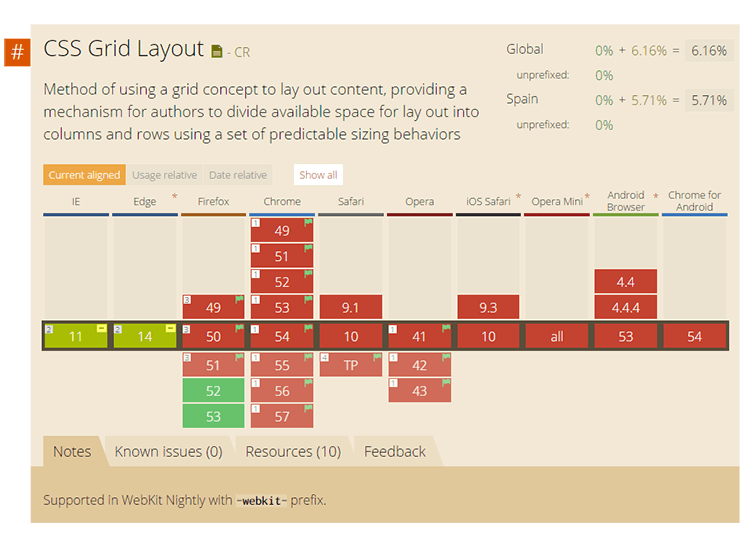 #
CSS Grid Layout - CR
Global 0% + 6.16% = 6.16%
unprefixed: 0%
Spain 0% + 5.71% = 5.71%
unprefixed: 0%
Method of using a grid concept to lay out content, providing a
mechanism for authors to divide available space for lay out into
columns and rows using a set of predictable sizing behaviors
Current aligned Usage relative Date relative Show all
IE Edge * Firefox Chrome Safari Opera iOS Safari * Opera Mini * Android Browser * Chrome for Android
1 49
1 51
1 52 4.4
3 49 1 53 9.1 9.3 4.4.4
2 11 2 14 3 50 1 54 10 1 41 10 all 53 54
3 51 1 55 4 TP 1 42
52 1 56 1 43
53 1 57
Notes Known issues (0) Resources (10) Feedback
Supported in WebKit Nightly with -webkit- prefix.